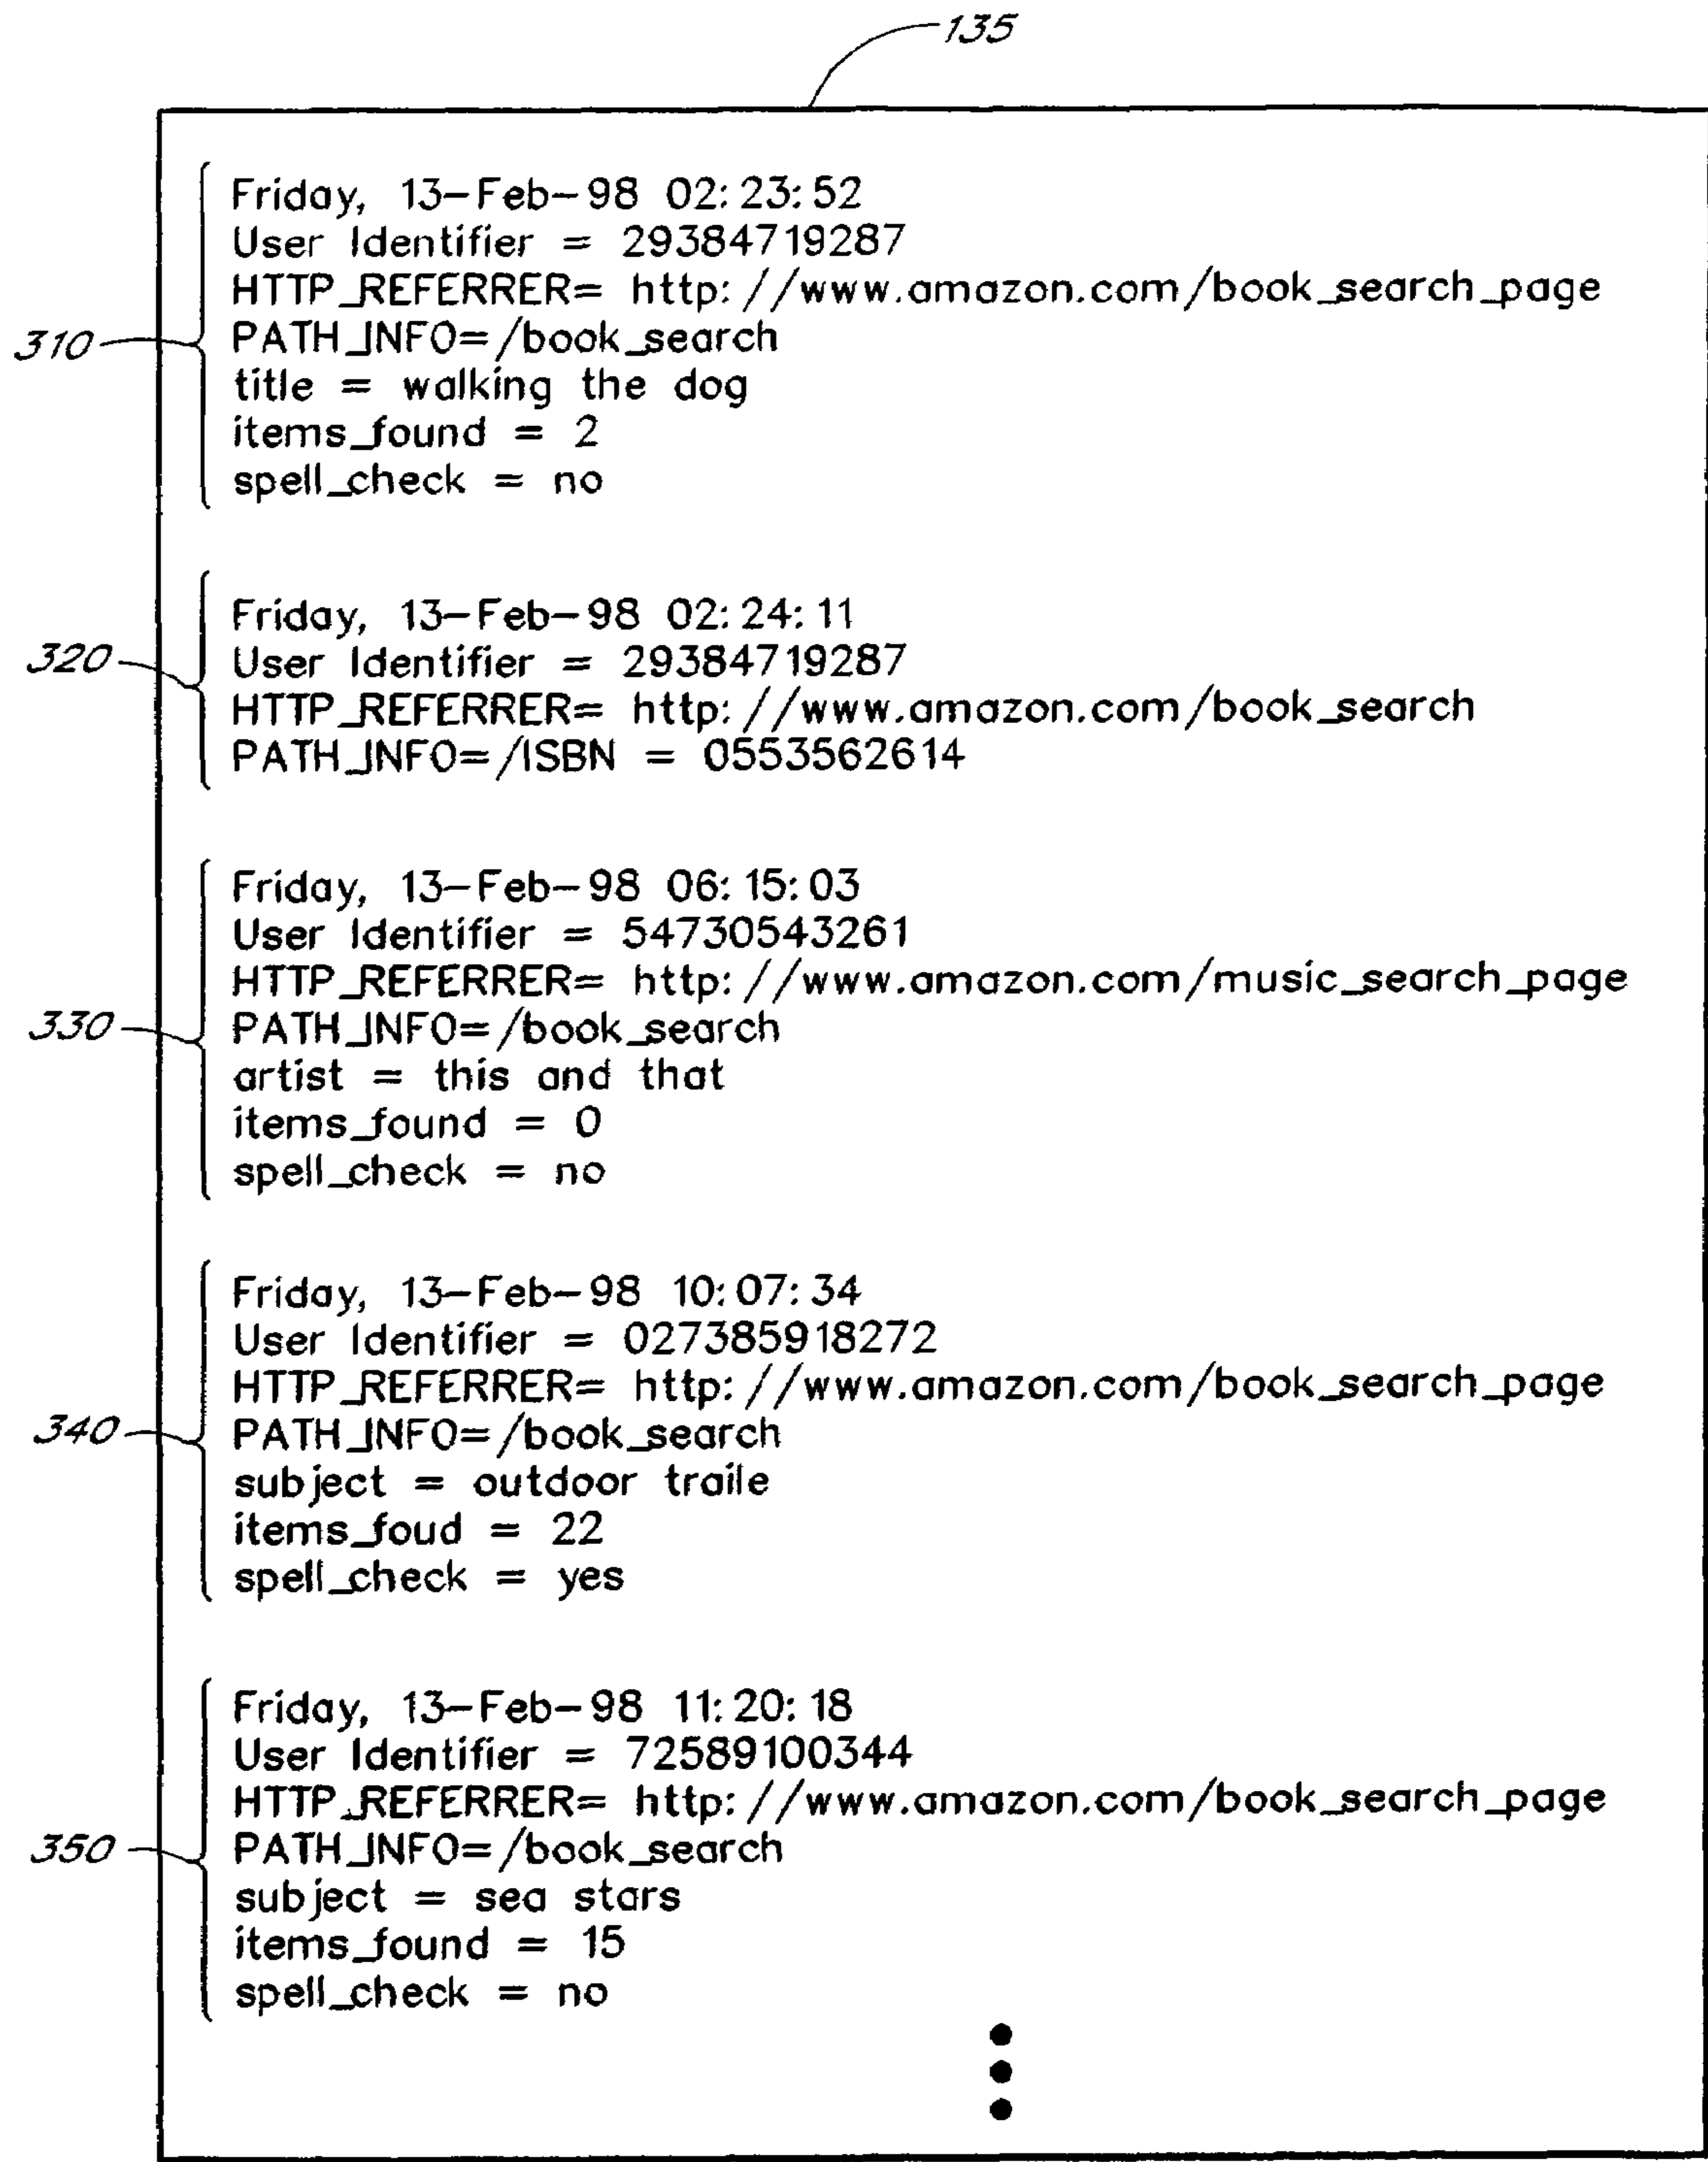 135
310
Friday, 13-Feb-98 02:23:52
User Identifier = 29384719287
HTTP_REFERRER= http://www.amazon.com/book_search_page
PATH_INFO=/book_search
title = walking the dog
items_found = 2
spell_check = no
320
Friday, 13-Feb-98 02:24:11
User Identifier = 29384719287
HTTP_REFERRER= http://www.amazon.com/book_search
PATH_INFO=/ISBN = 0553562614
330
Friday, 13-Feb-98 06:15:03
User Identifier = 54730543261
HTTP_REFERRER= http://www.amazon.com/music_search_page
PATH_INFO=/book_search
artist = this and that
items_found = 0
spell_check = no
340
Friday, 13-Feb-98 10:07:34
User Identifier = 027385918272
HTTP_REFERRER= http://www.amazon.com/book_search_page
PATH_INFO=/book_search
subject = outdoor traile
items_foud = 22
spell_check = yes
350
Friday, 13-Feb-98 11:20:18
User Identifier = 72589100344
HTTP_REFERRER= http://www.amazon.com/book_search_page
PATH_INFO=/book_search
subject = sea stars
items_found = 15
spell_check = no